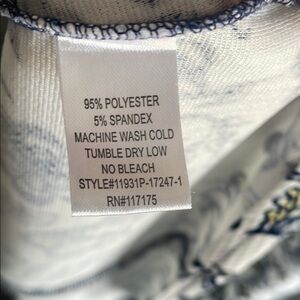 95% POLYESTER
5% SPANDEX
MACHINE WASH COLD
TUMBLE DRY LOW
NO BLEACH
STYLE#11931P-17247-1
RN#117175